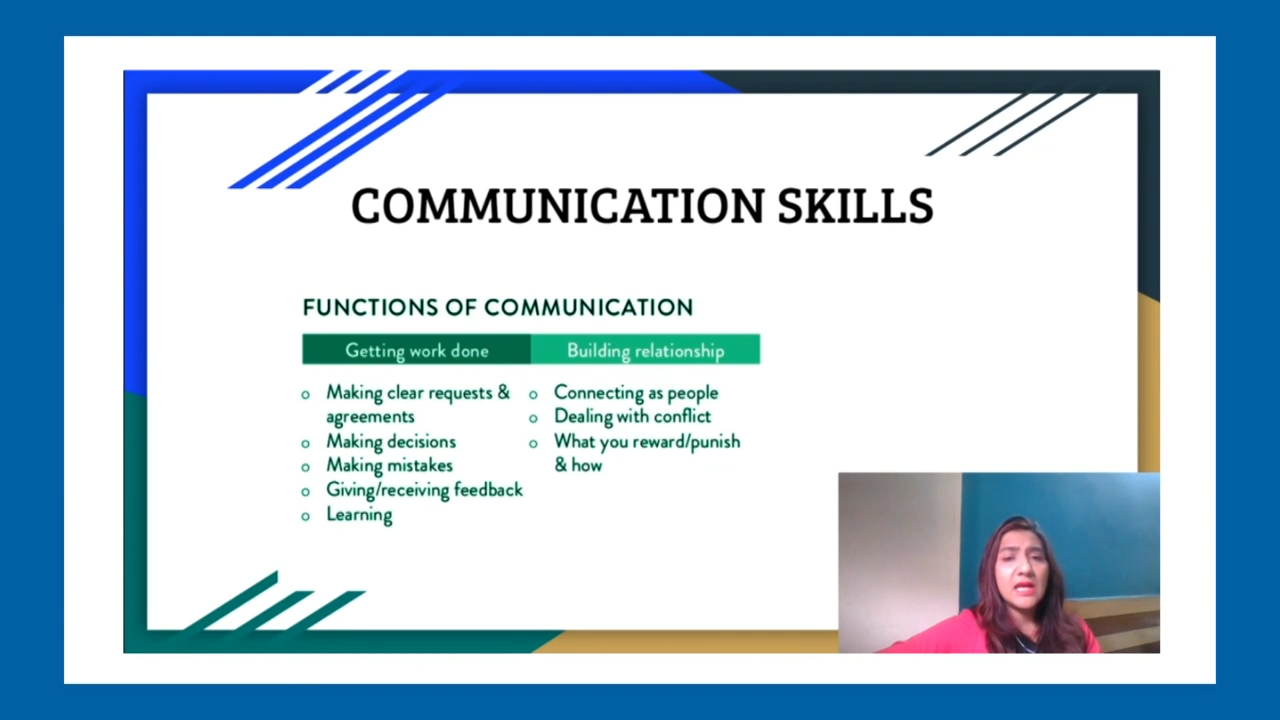 COMMUNICATION SKILLS
FUNCTIONS OF COMMUNICATION
Getting work done
Making clear requests &
agreements
Making decisions
Making mistakes
Giving/receiving feedback
Learning
Building relationship
Connecting as people
Dealing with conflict
What you reward/punish
& how